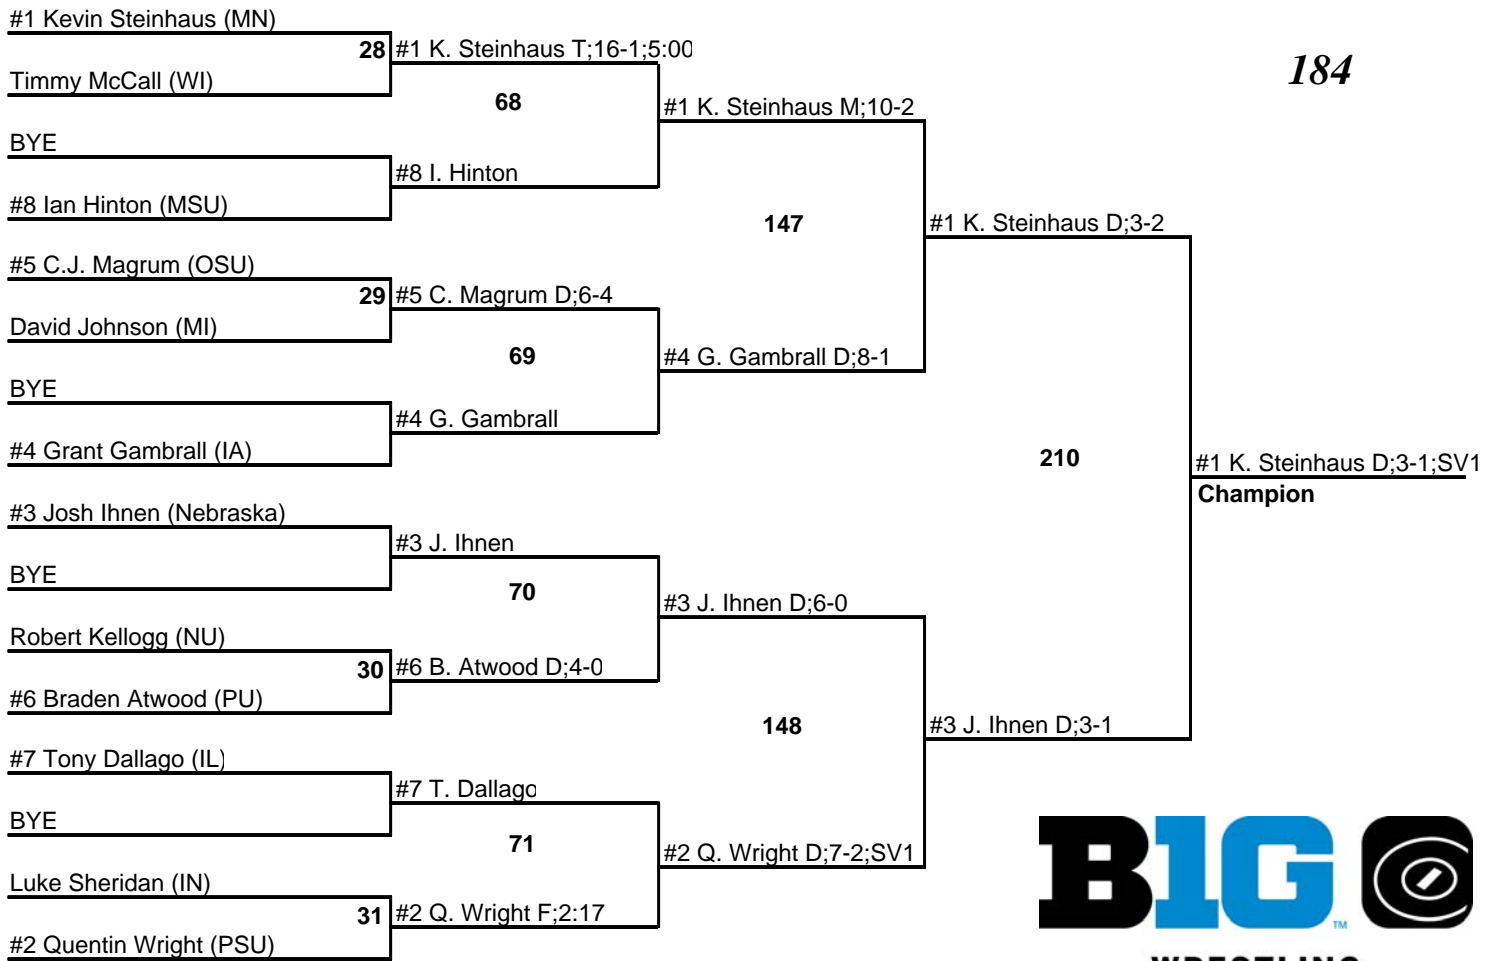 184
#1 Kevin Steinhaus (MN)
Timmy McCall (WI)
BYE
#8 Ian Hinton (MSU)
#5 C.J. Magrum (OSU)
David Johnson (MI)
BYE
#4 Grant Gambrall (IA)
#3 Josh Ihnen (Nebraska)
BYE
Robert Kellogg (NU)
#6 Braden Atwood (PU)
#7 Tony Dallago (IL)
BYE
Luke Sheridan (IN)
#2 Quentin Wright (PSU)
28
29
30
31
#1 K. Steinhaus T;16-1;5:00
#8 I. Hinton
#5 C. Magrum D;6-4
#4 G. Gambrall
#3 J. Ihnen
#6 B. Atwood D;4-0
#7 T. Dallago
#2 Q. Wright F;2:17
68
69
70
71
#1 K. Steinhaus M;10-2
#4 G. Gambrall D;8-1
#3 J. Ihnen D;6-0
#2 Q. Wright D;7-2;SV1
147
148
#1 K. Steinhaus D;3-2
#3 J. Ihnen D;3-1
210
#1 K. Steinhaus D;3-1;SV1
Champion
B1G
TM
WRESTLING